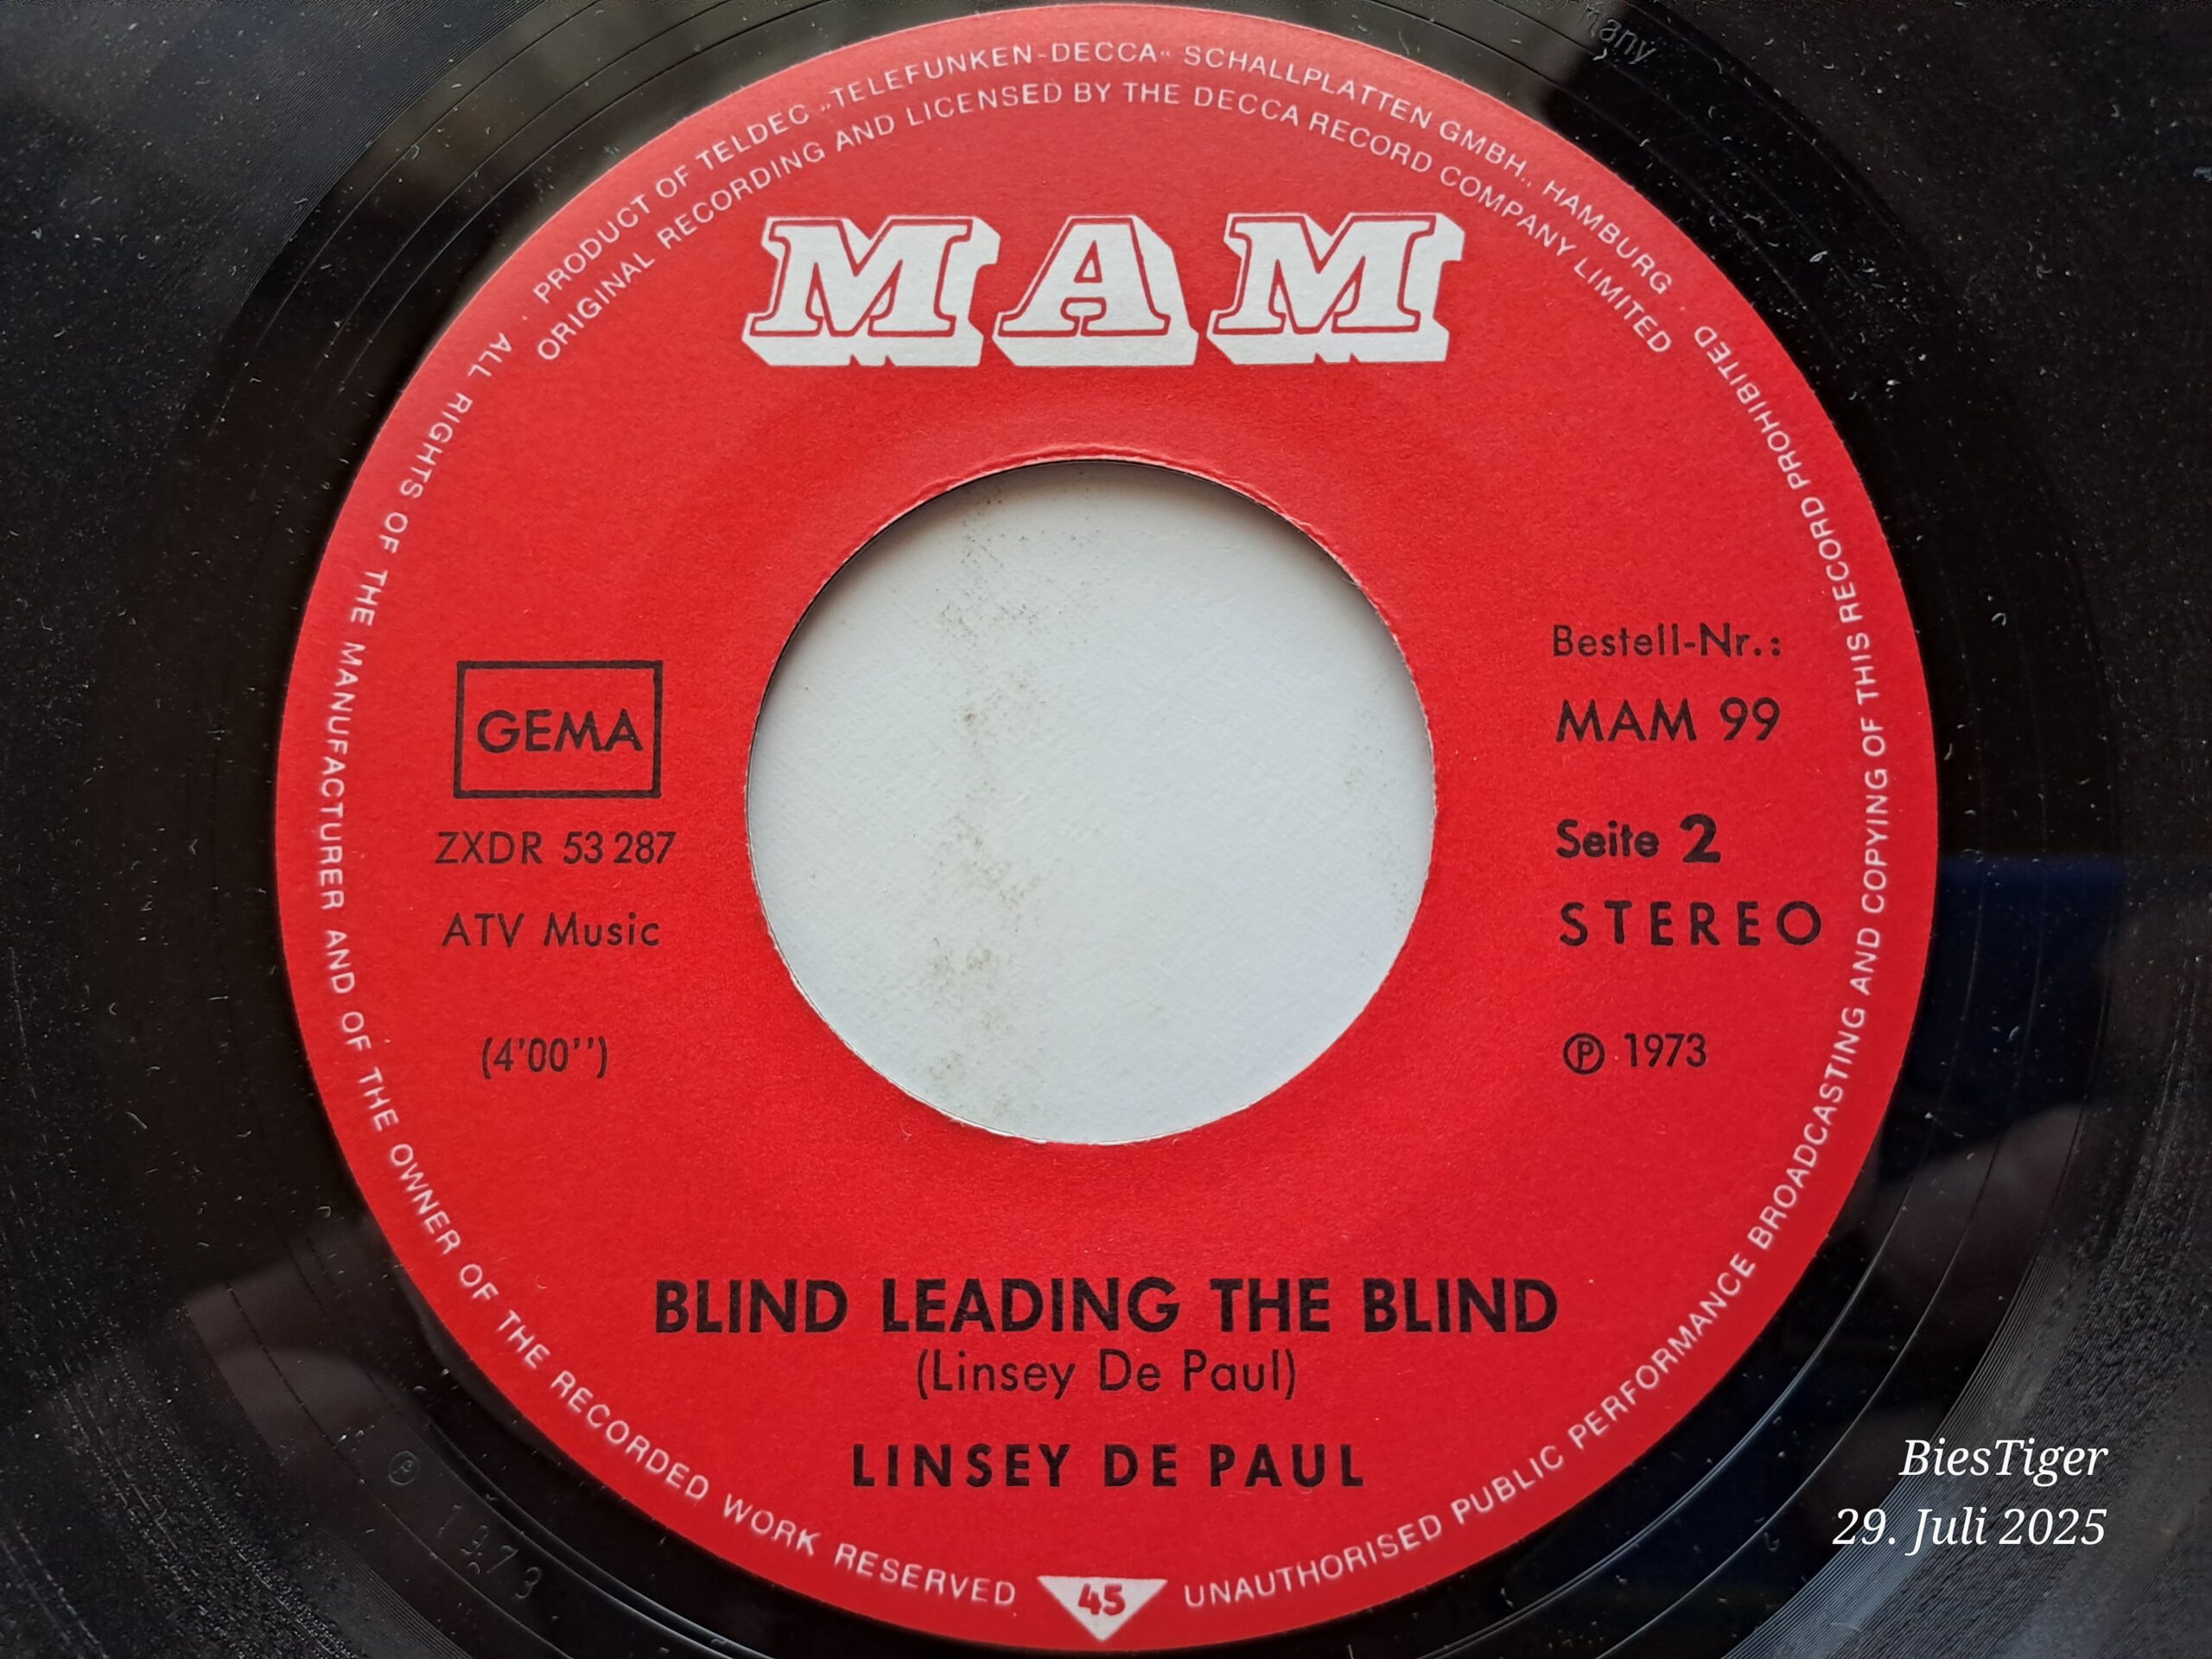 PRODUCT OF TELDEC „TELEFUNKEN-DECCA“ SCHALLPLATTEN GMBH., HAMBURG ·
ORIGINAL RECORDING AND LICENSED BY THE DECCA RECORD COMPANY LIMITED
ALL RIGHTS OF THE MANUFACTURER AND OF THE OWNER OF THE RECORDED WORK RESERVED
UNAUTHORISED PUBLIC PERFORMANCE BROADCASTING AND COPYING OF THIS RECORD PROHIBITED
MAM
GEMA
ZXDR 53 287
ATV Music
(4'00'')
Bestell-Nr.:
MAM 99
Seite 2
STEREO
℗ 1973
BLIND LEADING THE BLIND
(Linsey De Paul)
LINSEY DE PAUL
45
℗ 1973
BiesTiger
29. Juli 2025